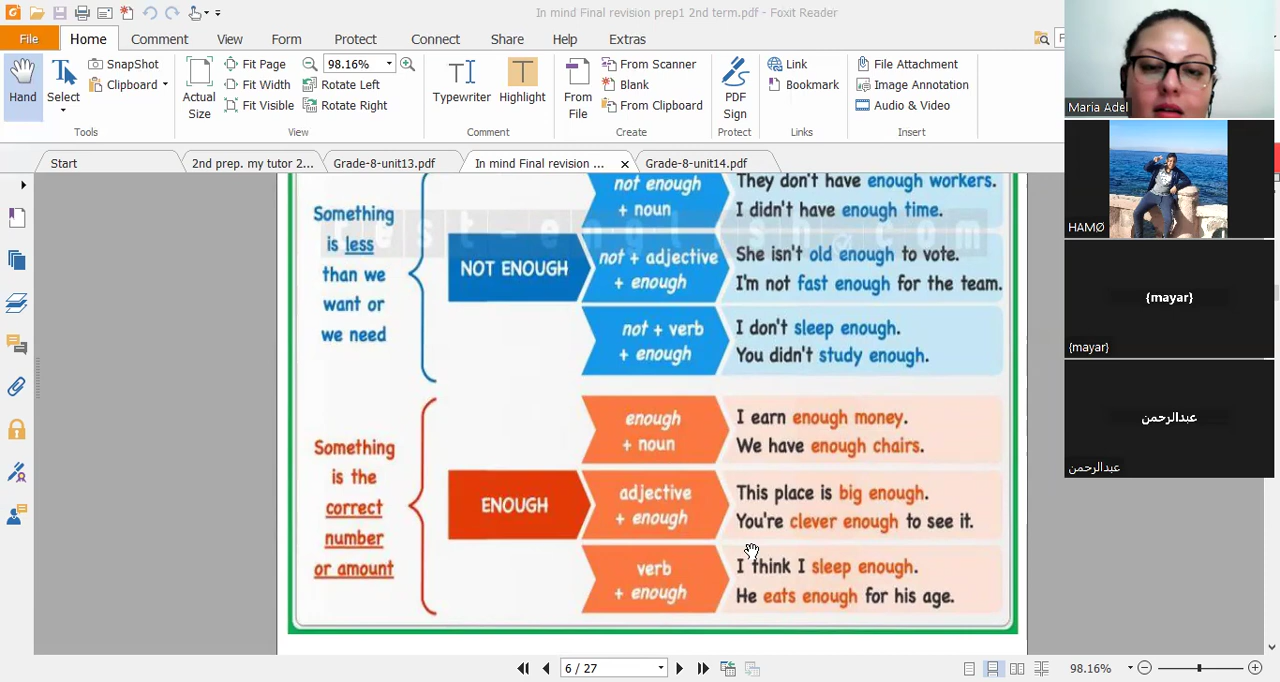 In mind Final revision prep1 2nd term.pdf - Foxit Reader
File Home Comment View Form Protect Connect Share Help Extras
Hand
Select
SnapShot
Clipboard
Tools
Actual Size
Fit Page
Fit Width
Fit Visible
98.16%
Rotate Left
Rotate Right
View
Typewriter
Highlight
Comment
From File
From Scanner
Blank
From Clipboard
Create
PDF Sign
Protect
Link
Bookmark
Links
File Attachment
Image Annotation
Audio & Video
Insert
Start
2nd prep. my tutor 2...
Grade-8-unit13.pdf
In mind Final revision ...
Grade-8-unit14.pdf
Something
is less
than we
want or
we need
NOT ENOUGH
not enough
+ noun
They don't have enough workers.
I didn't have enough time.
not + adjective
+ enough
She isn't old enough to vote.
I'm not fast enough for the team.
not + verb
+ enough
I don't sleep enough.
You didn't study enough.
Something
is the
correct
number
or amount
ENOUGH
enough
+ noun
I earn enough money.
We have enough chairs.
adjective
+ enough
This place is big enough.
You're clever enough to see it.
verb
+ enough
I think I sleep enough.
He eats enough for his age.
6 / 27
98.16%
Maria Adel
HAMØ
{mayar}
{mayar}
عبدالرحمن
عبدالرحمن